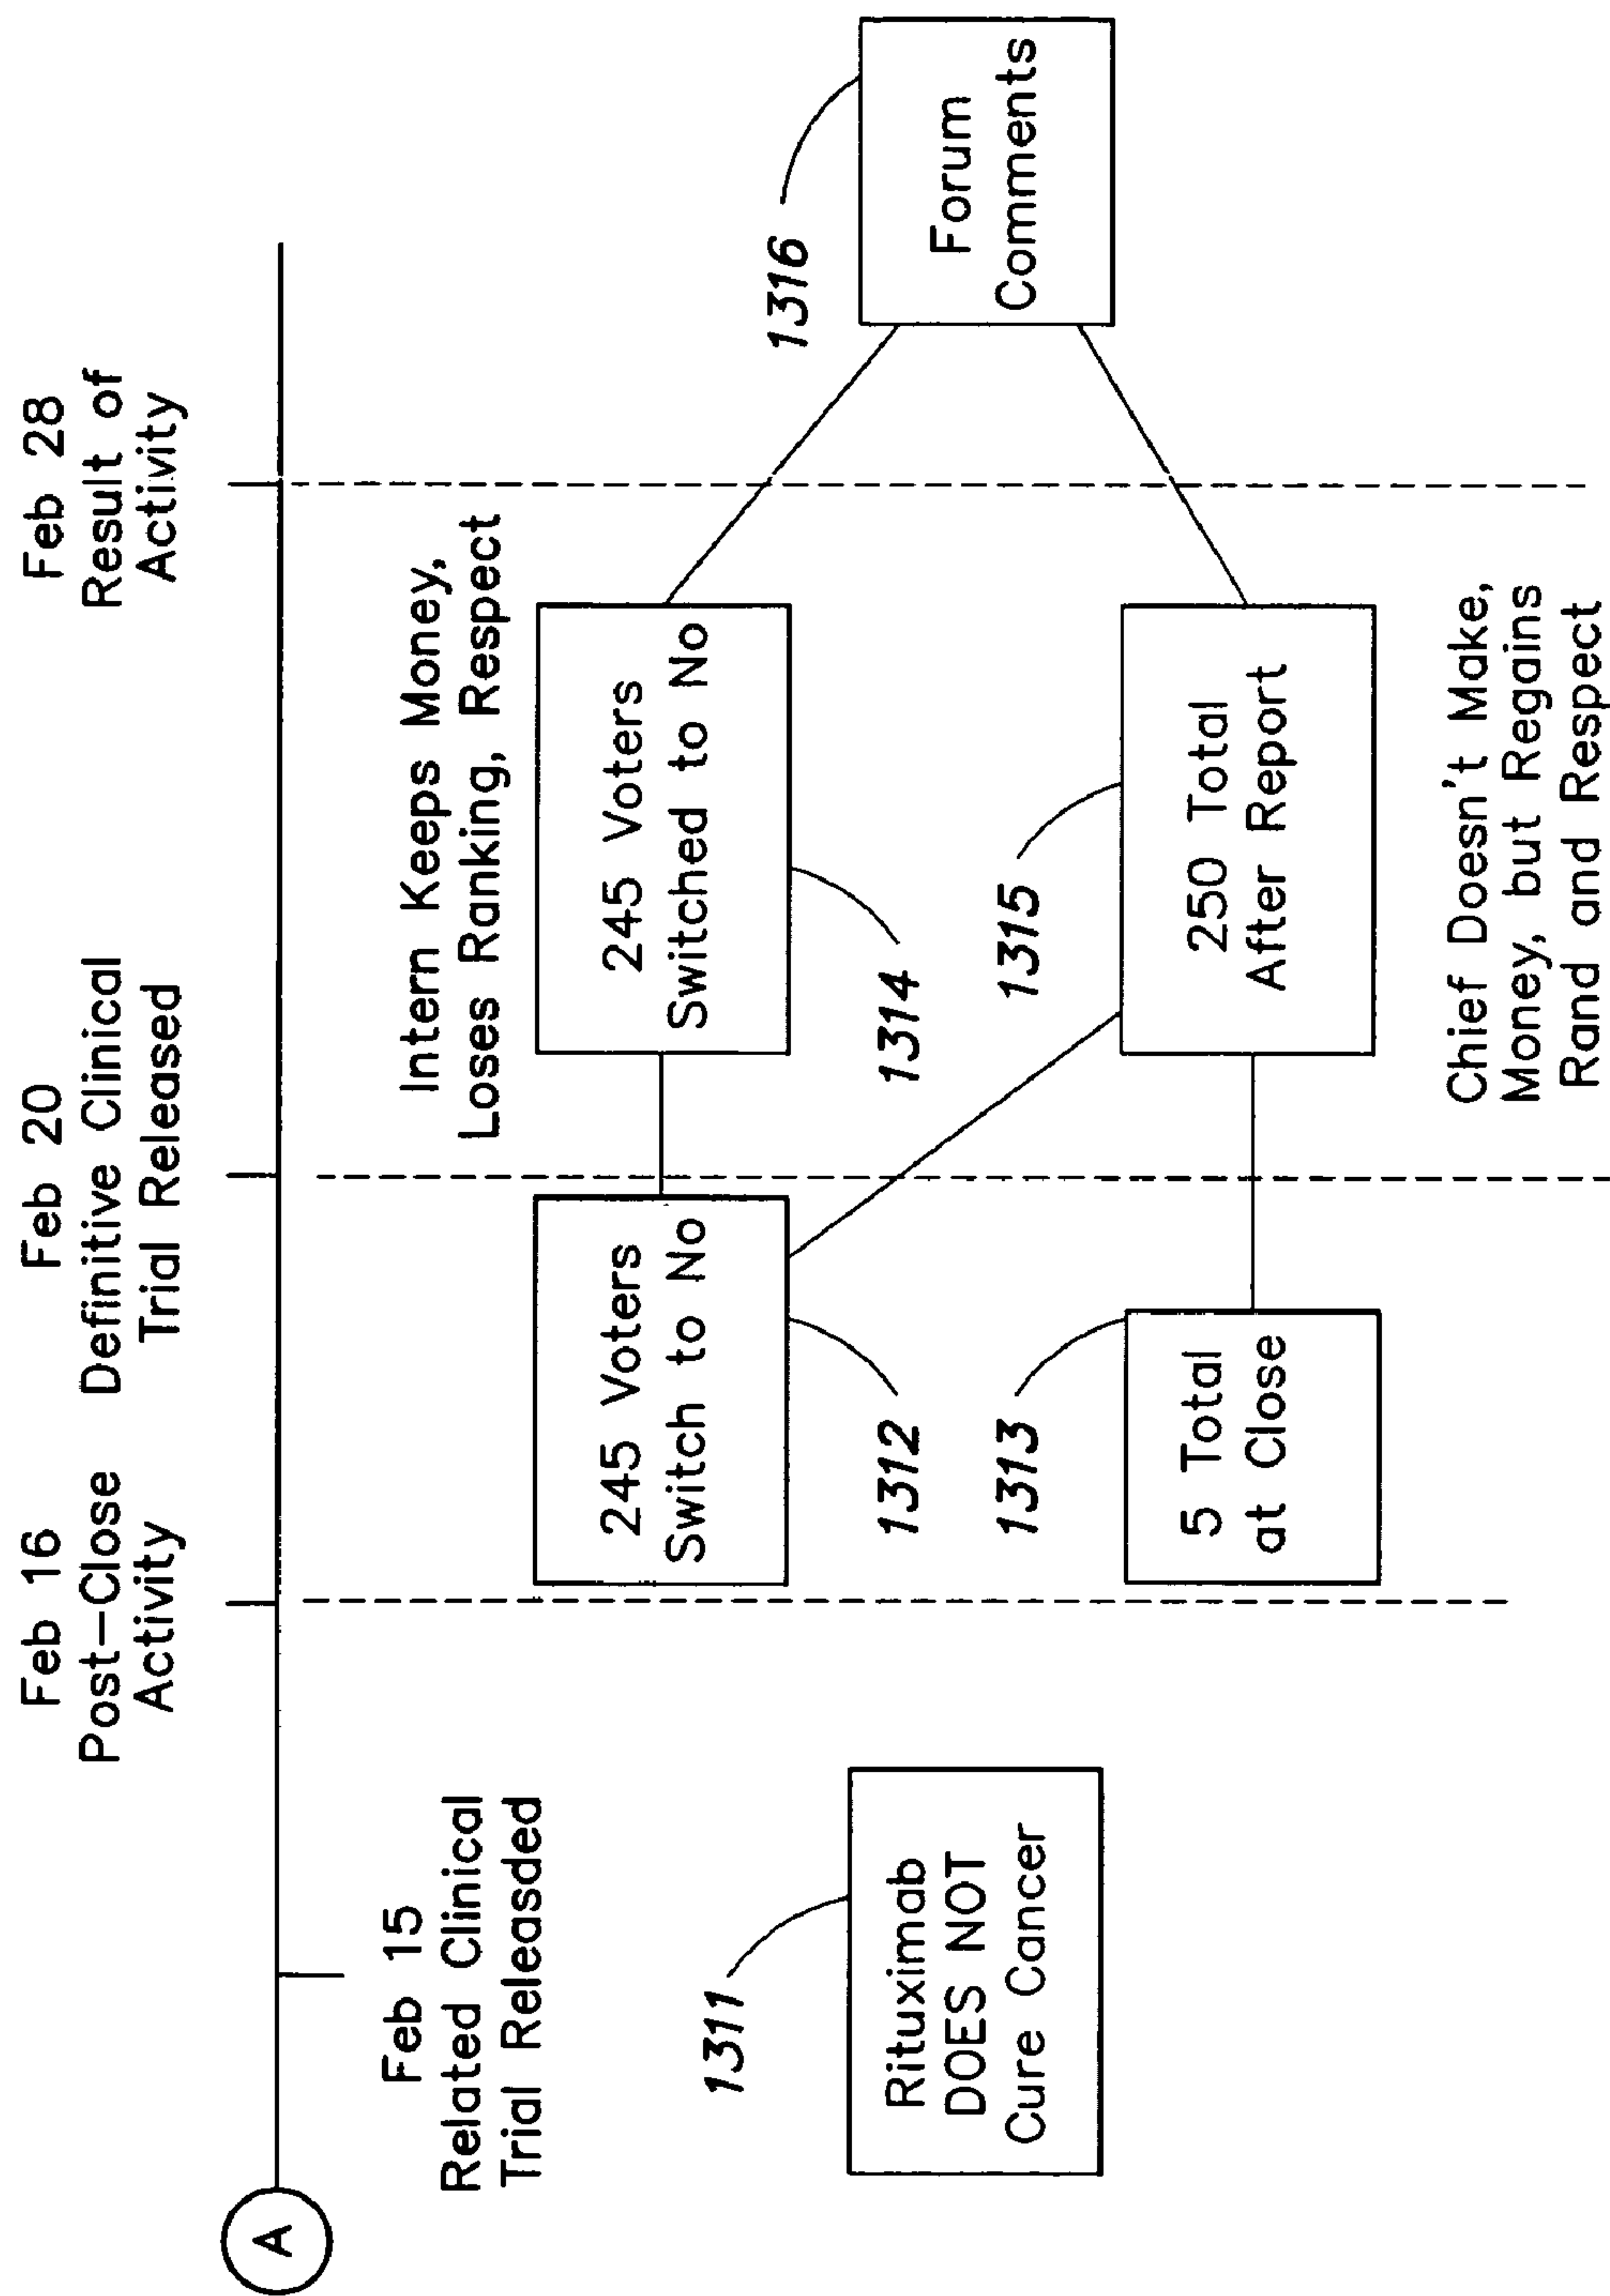 Feb 16
Post-Close
Activity
Feb 20
Definitive Clinical
Trial Released
Feb 28
Result of
Activity
A
Feb 15
Related Clinical
Trial Releasded
1311
Rituximab
DOES NOT
Cure Cancer
245 Voters
Switch to No
1312
1313
5 Total
at Close
Intern Keeps Money,
Loses Ranking, Respect
245 Voters
Switched to No
1314
1315
250 Total
After Report
Chief Doesn't Make,
Money, but Regains
Rand and Respect
1316
Forum
Comments